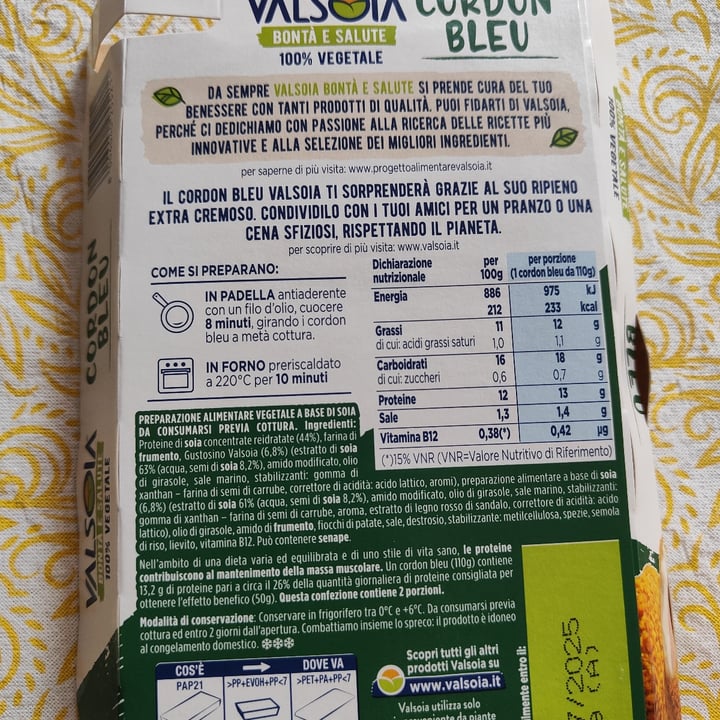 VALSOIA CORDON
BONTÀ E SALUTE BLEU
100% VEGETALE
DA SEMPRE VALSOIA BONTÀ E SALUTE SI PRENDE CURA DEL TUO
BENESSERE CON TANTI PRODOTTI DI QUALITÀ. PUOI FIDARTI DI VALSOIA,
PERCHÉ CI DEDICHIAMO CON PASSIONE ALLA RICERCA DELLE RICETTE PIÙ
INNOVATIVE E ALLA SELEZIONE DEI MIGLIORI INGREDIENTI.
per saperne di più visita: www.progettoalimentarevalsoia.it
IL CORDON BLEU VALSOIA TI SORPRENDERÀ GRAZIE AL SUO RIPIENO
EXTRA CREMOSO. CONDIVIDILO CON I TUOI AMICI PER UN PRANZO O UNA
CENA SFIZIOSI, RISPETTANDO IL PIANETA.
per scoprire di più visita: www.valsoia.it
COME SI PREPARANO:
IN PADELLA antiaderente
con un filo d'olio, cuocere
8 minuti, girando i cordon
bleu a metà cottura.
IN FORNO preriscaldato
a 220°C per 10 minuti
Dichiarazione nutrizionale per 100g per porzione (1 cordon bleu da 110g)
Energia 886 975 kJ
212 233 kcal
Grassi 11 12 g
di cui: acidi grassi saturi 1,0 1,1 g
Carboidrati 16 18 g
di cui: zuccheri 0,6 0,7 g
Proteine 12 13 g
Sale 1,3 1,4 g
Vitamina B12 0,38(*) 0,42 µg
(*)15% VNR (VNR=Valore Nutritivo di Riferimento)
PREPARAZIONE ALIMENTARE VEGETALE A BASE DI SOIA
DA CONSUMARSI PREVIA COTTURA. Ingredienti:
Proteine di soia concentrate reidratate (44%), farina di
frumento, Gustosino Valsoia (6,8%) (estratto di soia
63% (acqua, semi di soia 8,2%), amido modificato, olio
di girasole, sale marino, stabilizzanti: gomma di
xanthan - farina di semi di carrube, correttore di acidità: acido lattico, aromi), preparazione alimentare a base di soia
(6,8%) (estratto di soia 61% (acqua, semi di soia 8,2%), amido modificato, olio di girasole, sale marino, stabilizzanti:
gomma di xanthan - farina di semi di carrube, aroma, estratto di legno rosso di sandalo, correttore di acidità: acido
lattico), olio di girasole, amido di frumento, fiocchi di patate, sale, destrosio, stabilizzante: metilcellulosa, spezie, semola
di riso, lievito, vitamina B12. Può contenere senape.
Nell'ambito di una dieta varia ed equilibrata e di uno stile di vita sano, le proteine
contribuiscono al mantenimento della massa muscolare. Un cordon bleu (110g) contiene
13,2 g di proteine pari a circa il 26% della quantità giornaliera di proteine consigliata per
ottenere l'effetto benefico (50g). Questa confezione contiene 2 porzioni.
Modalità di conservazione: Conservare in frigorifero tra 0°C e +6°C. Da consumarsi previa
cottura ed entro 2 giorni dall'apertura. Combattiamo insieme lo spreco: il prodotto è idoneo
al congelamento domestico. ✻✻✻
COS'È → DOVE VA
PAP21 >PP+EVOH+PP<7 >PET+PA+PP<7
Scopri tutti gli altri
prodotti Valsoia su
www.valsoia.it
Valsoia utilizza solo
/2025
(A)
CORDON
BLEU
VALSOIA
BONTÀ E SALUTE
100% VEGETALE
100% VEGETALE